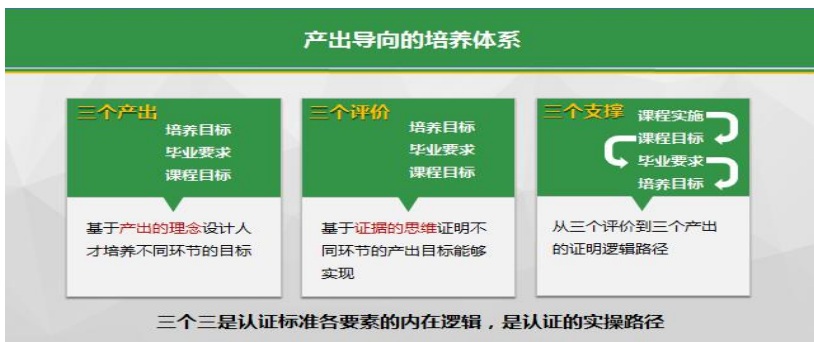 产出导向的培养体系
三个产出
培养目标
毕业要求
课程目标
基于产出的理念设计人
才培养不同环节的目标
三个评价
培养目标
毕业要求
课程目标
基于证据的思维证明不
同环节的产出目标能够
实现
三个支撑
课程实施
课程目标
毕业要求
培养目标
从三个评价到三个产出
的证明逻辑路径
三个三是认证标准各要素的内在逻辑，是认证的实操路径